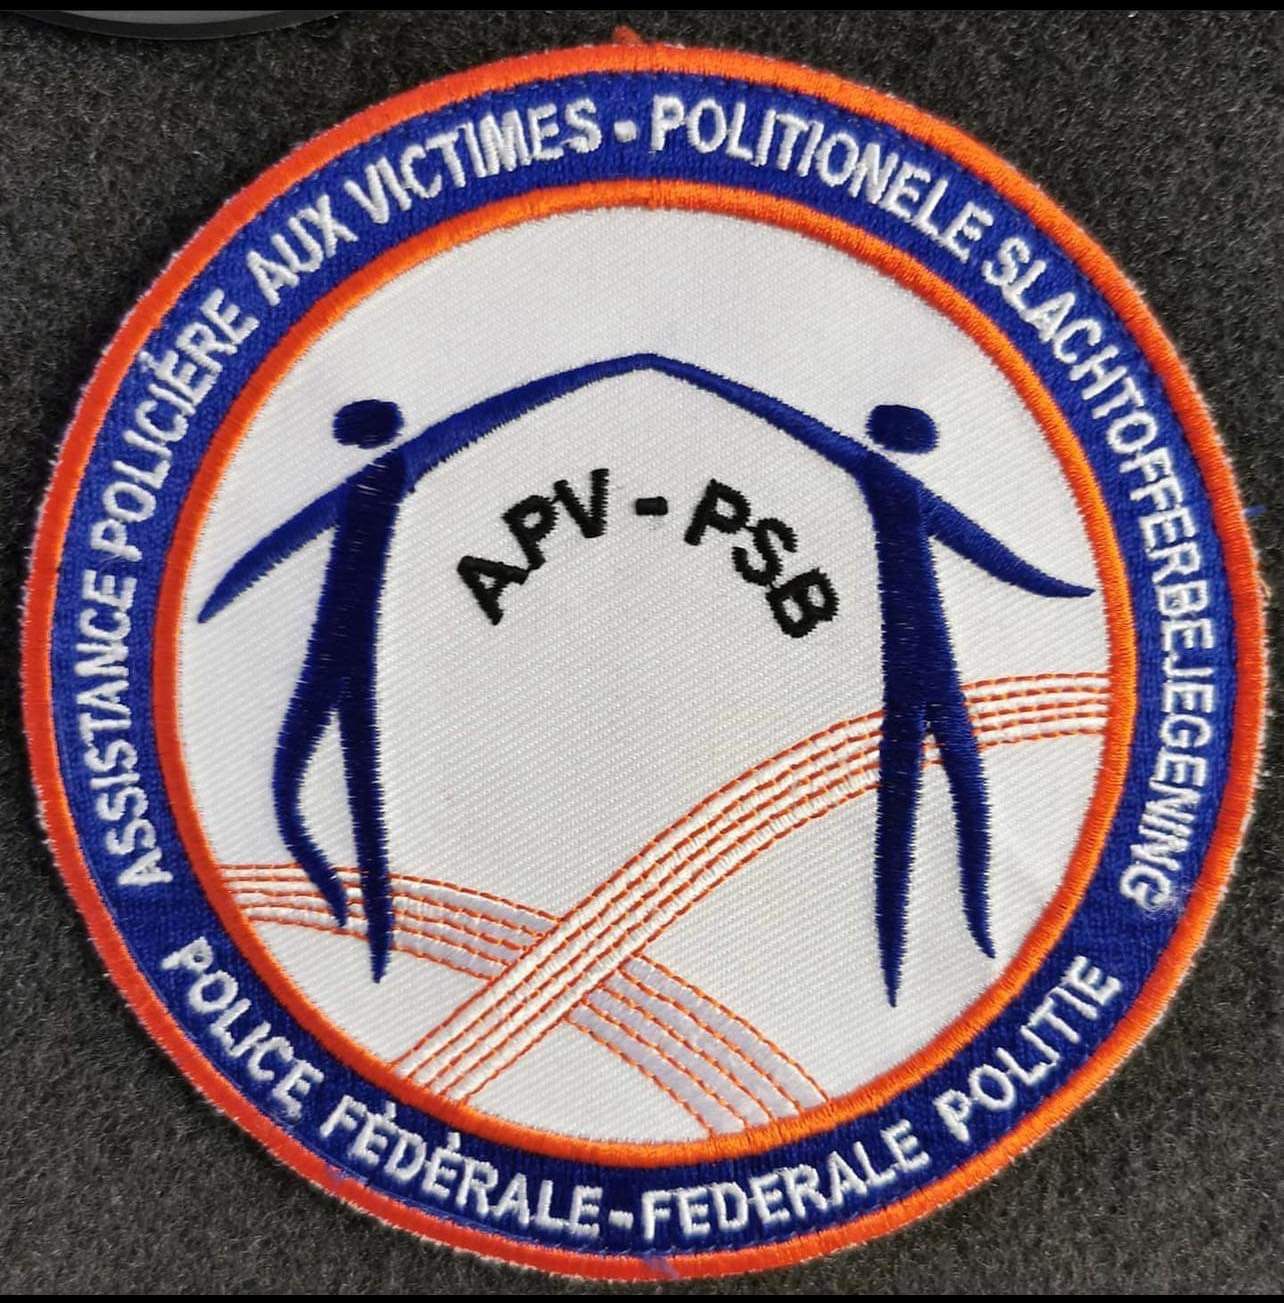 ASSISTANCE POLICIÈRE AUX VICTIMES - POLITIONELE SLACHTOFFERBEJEGENING
APV - PSB
POLICE FÉDÉRALE - FEDERALE POLITIE